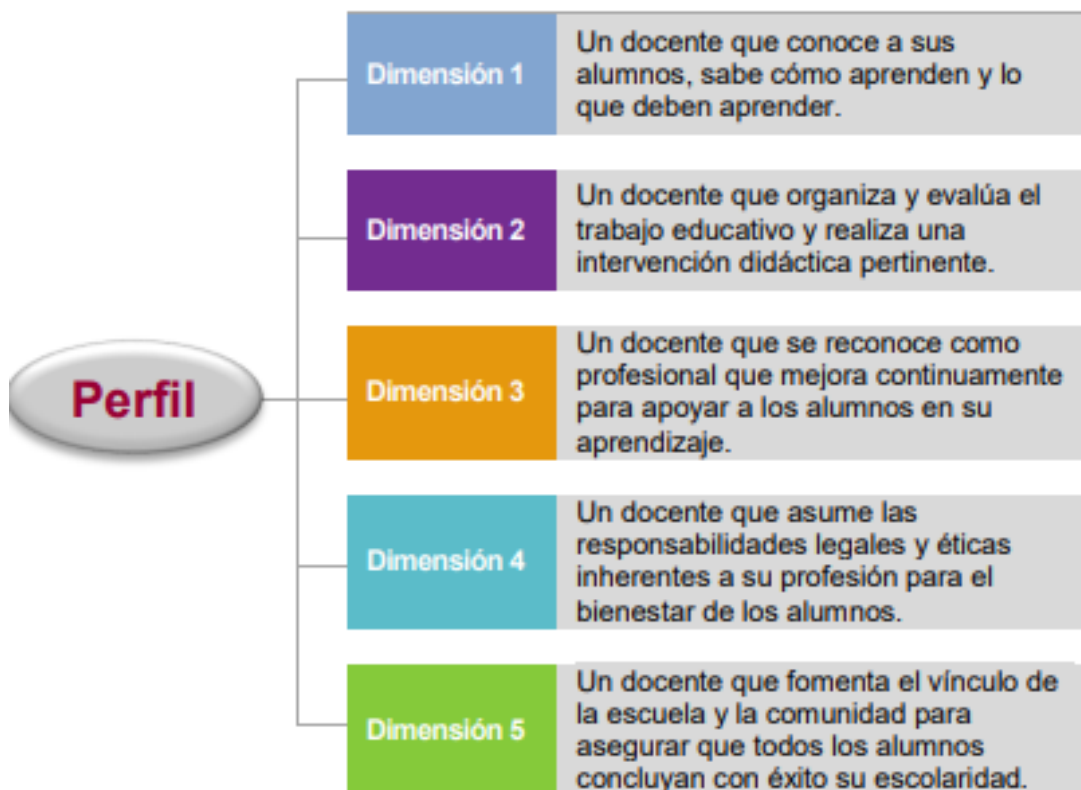 Perfil
Dimensión 1
Un docente que conoce a sus
alumnos, sabe cómo aprenden y lo
que deben aprender.
Dimensión 2
Un docente que organiza y evalúa el
trabajo educativo y realiza una
intervención didáctica pertinente.
Dimensión 3
Un docente que se reconoce como
profesional que mejora continuamente
para apoyar a los alumnos en su
aprendizaje.
Dimensión 4
Un docente que asume las
responsabilidades legales y éticas
inherentes a su profesión para el
bienestar de los alumnos.
Dimensión 5
Un docente que fomenta el vínculo de
la escuela y la comunidad para
asegurar que todos los alumnos
concluyan con éxito su escolaridad.